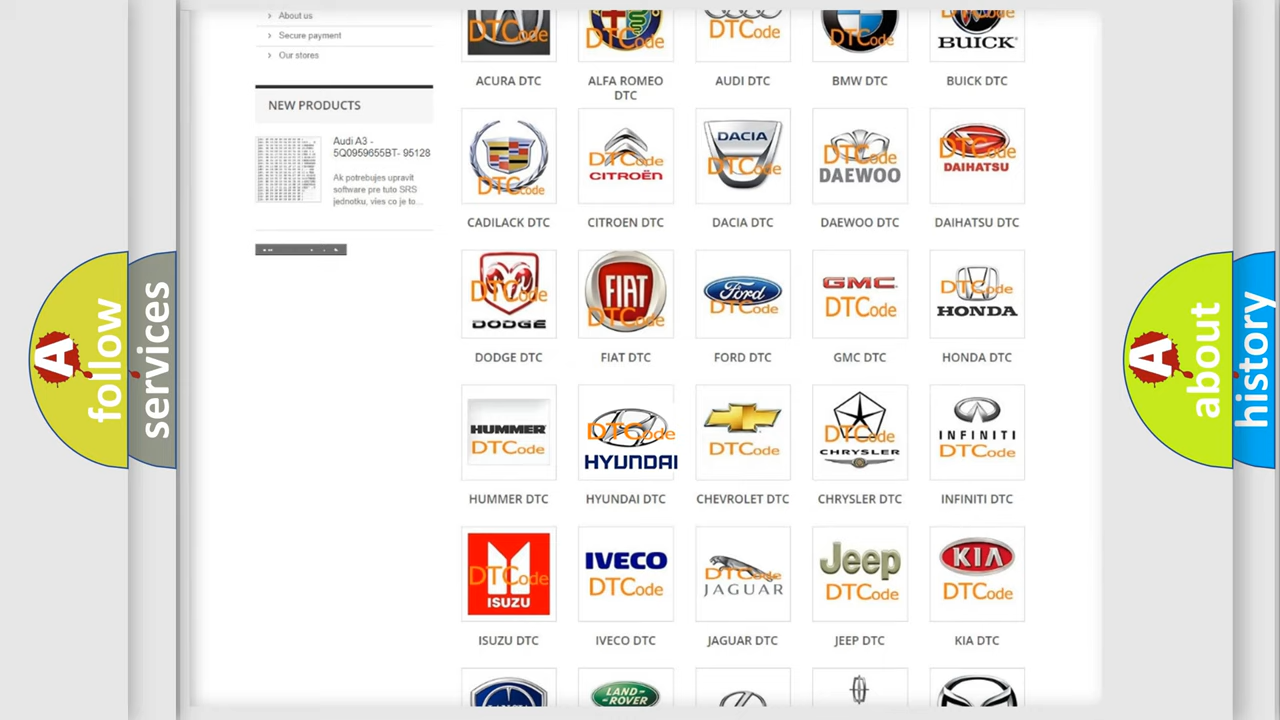 About us
Secure payment
Our stores
NEW PRODUCTS
Audi A3 -
5Q0959655BT- 95128
Ak potrebujes upravit
software pre tuto SRS
jednotku, vies co je to...
DTCode
DTCode
DTCode
DTCode
BUICK
ACURA DTC
ALFA ROMEO
DTC
AUDI DTC
BMW DTC
BUICK DTC
DTCode
DTCode
CITROËN
DACIA
DTCode
DTCode
DAEWOO
DTCode
DAIHATSU
CADILACK DTC
CITROEN DTC
DACIA DTC
DAEWOO DTC
DAIHATSU DTC
DTCode
DODGE
FIAT
DTCode
Ford
DTCode
GMC
DTCode
DTCode
HONDA
DODGE DTC
FIAT DTC
FORD DTC
GMC DTC
HONDA DTC
HUMMER
DTCode
DTCode
HYUNDAI
DTCode
DTCode
CHRYSLER
INFINITI
DTCode
HUMMER DTC
HYUNDAI DTC
CHEVROLET DTC
CHRYSLER DTC
INFINITI DTC
DTCode
ISUZU
IVECO
DTCode
DTCode
JAGUAR
Jeep
DTCode
KIA
DTCode
ISUZU DTC
IVECO DTC
JAGUAR DTC
JEEP DTC
KIA DTC
LAND-
ROVER
A
follow
services
A
about
history